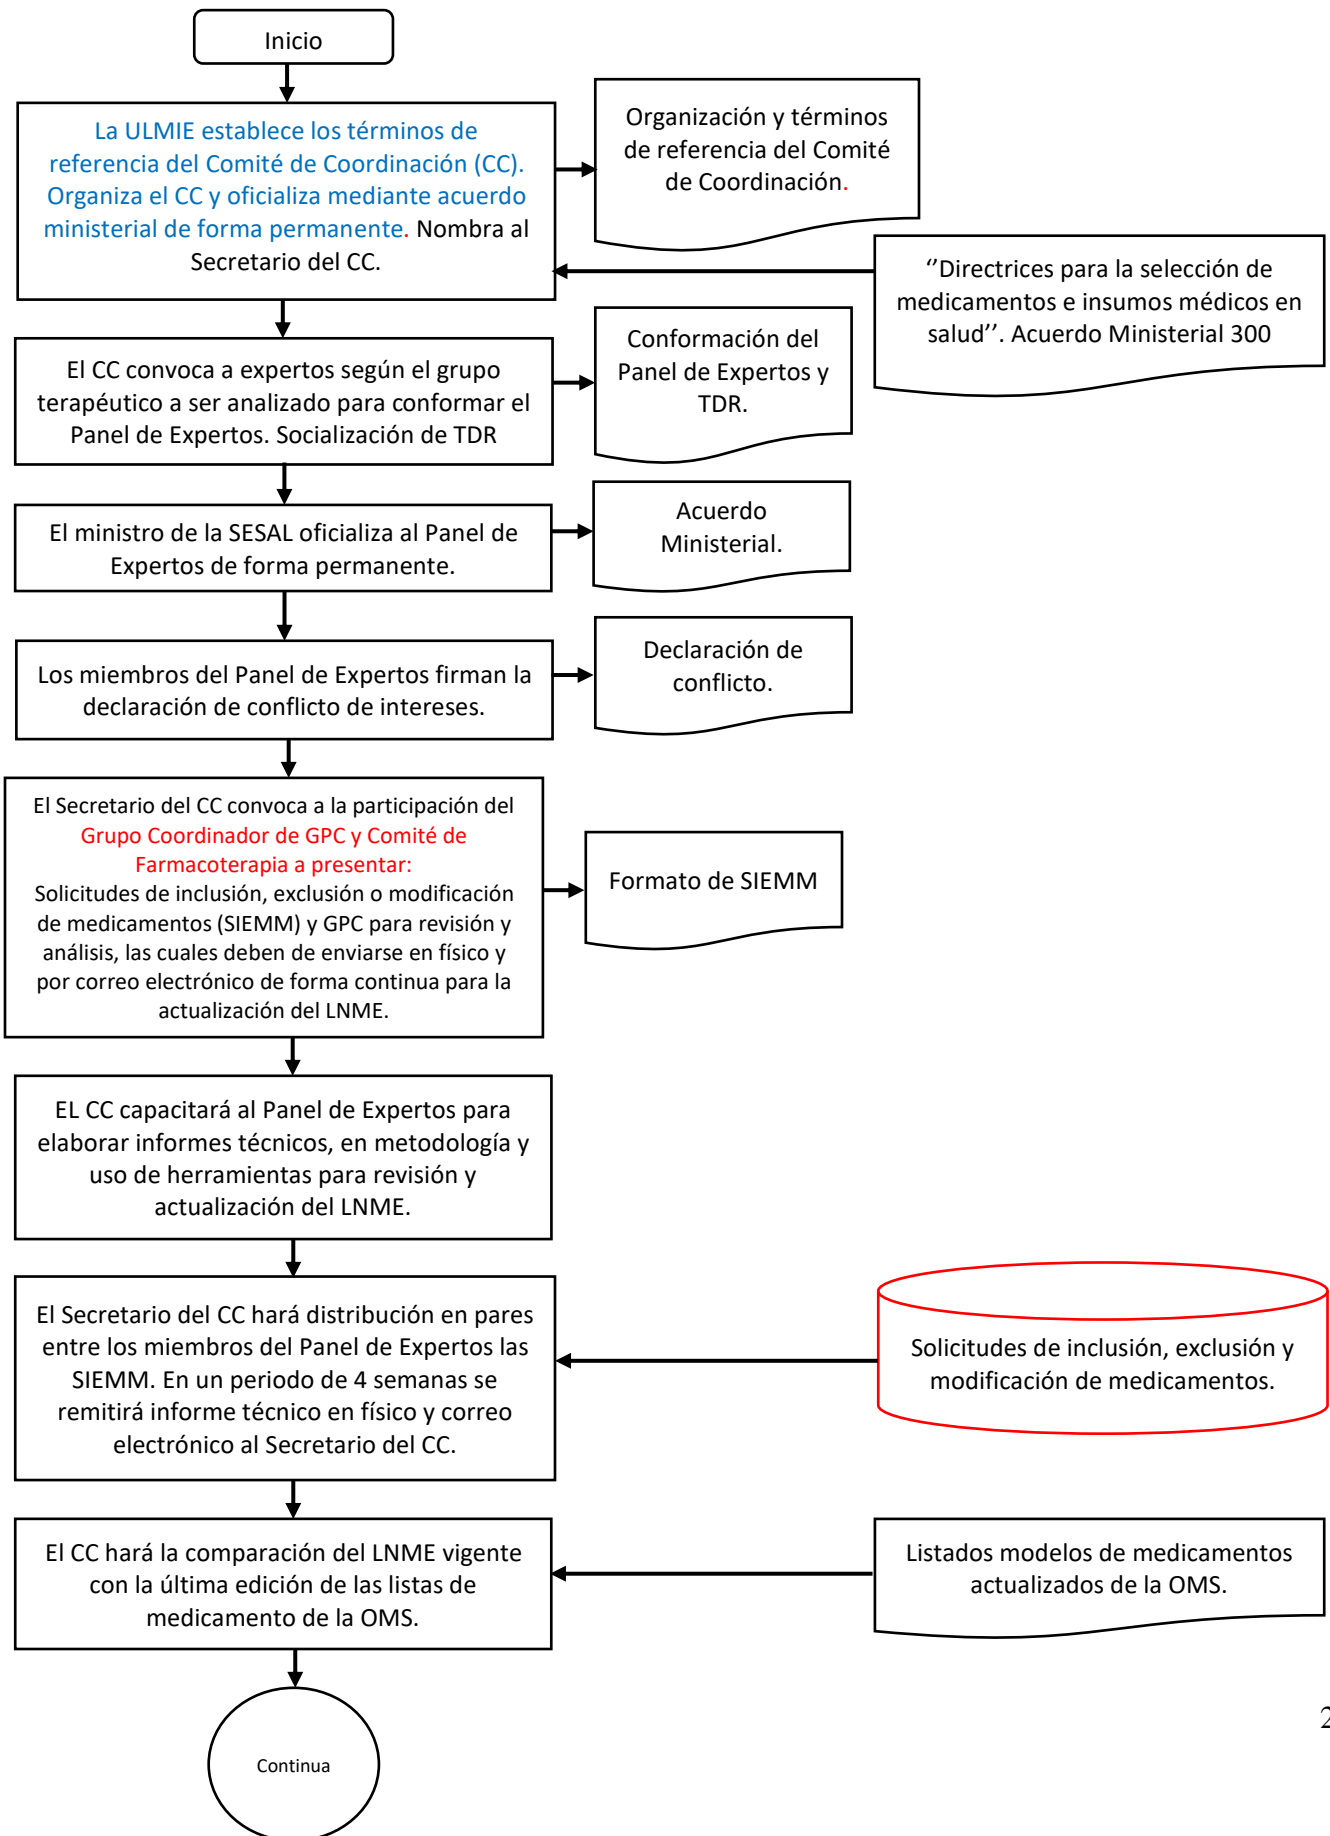 Inicio
La ULMIE establece los términos de
referencia del Comité de Coordinación (CC).
Organiza el CC y oficializa mediante acuerdo
ministerial de forma permanente. Nombra al
Secretario del CC.
Organización y términos
de referencia del Comité
de Coordinación.
‘’Directrices para la selección de
medicamentos e insumos médicos en
salud’’. Acuerdo Ministerial 300
El CC convoca a expertos según el grupo
terapéutico a ser analizado para conformar el
Panel de Expertos. Socialización de TDR
Conformación del
Panel de Expertos y
TDR.
El ministro de la SESAL oficializa al Panel de
Expertos de forma permanente.
Acuerdo
Ministerial.
Los miembros del Panel de Expertos firman la
declaración de conflicto de intereses.
Declaración de
conflicto.
El Secretario del CC convoca a la participación del
Grupo Coordinador de GPC y Comité de
Farmacoterapia a presentar:
Solicitudes de inclusión, exclusión o modificación
de medicamentos (SIEMM) y GPC para revisión y
análisis, las cuales deben de enviarse en físico y
por correo electrónico de forma continua para la
actualización del LNME.
Formato de SIEMM
EL CC capacitará al Panel de Expertos para
elaborar informes técnicos, en metodología y
uso de herramientas para revisión y
actualización del LNME.
El Secretario del CC hará distribución en pares
entre los miembros del Panel de Expertos las
SIEMM. En un periodo de 4 semanas se
remitirá informe técnico en físico y correo
electrónico al Secretario del CC.
Solicitudes de inclusión, exclusión y
modificación de medicamentos.
El CC hará la comparación del LNME vigente
con la última edición de las listas de
medicamento de la OMS.
Listados modelos de medicamentos
actualizados de la OMS.
Continua